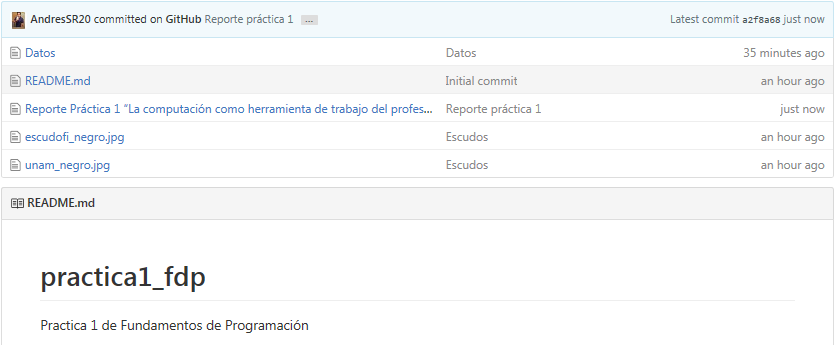 AndresSR20 committed on GitHub Reporte práctica 1 ... Latest commit a2f8a68 just now
Datos Datos 35 minutes ago
README.md Initial commit an hour ago
Reporte Práctica 1 “La computación como herramienta de trabajo del profes... Reporte práctica 1 just now
escudofi_negro.jpg Escudos an hour ago
unam_negro.jpg Escudos an hour ago
README.md
practica1_fdp
Practica 1 de Fundamentos de Programación